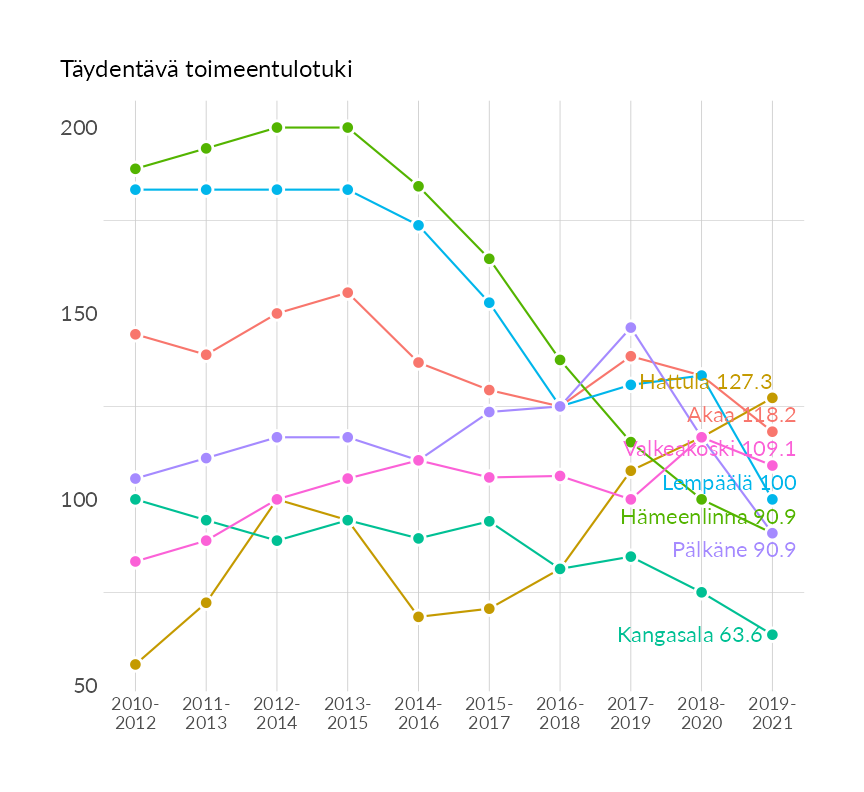 Täydentävä toimeentulotuki
200
150
100
50
Hattula 127.3
Akaa 118.2
Valkeakoski 109.1
Lempäälä 100
Hämeenlinna 90.9
Pälkäne 90.9
Kangasala 63.6
2010- 2011- 2012- 2013- 2014- 2015- 2016- 2017- 2018- 2019-
2012 2013 2014 2015 2016 2017 2018 2019 2020 2021